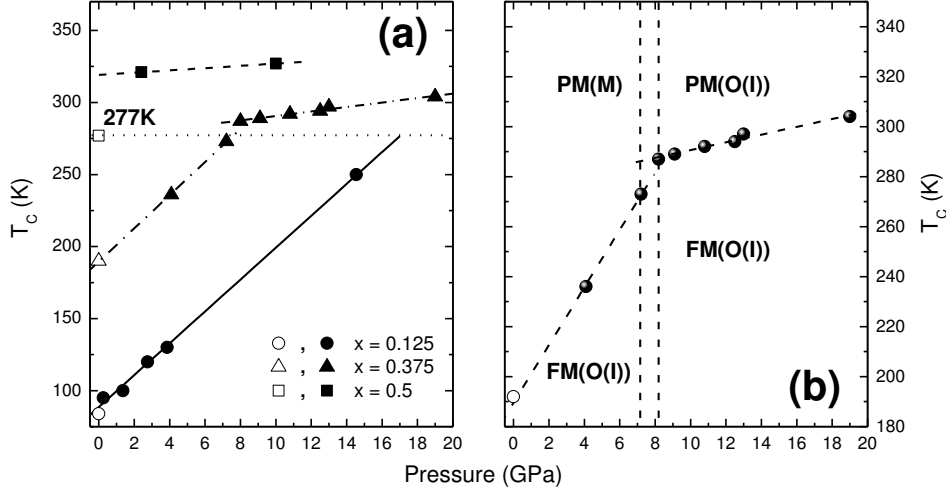 (a)
277K
350
300
250
200
150
100
T_C (K)
, x = 0.125
, x = 0.375
, x = 0.5
0 2 4 6 8 10 12 14 16 18 20
PM(M) PM(O(I))
FM(O(I))
FM(O(I))
(b)
340
320
300
280
260
240
220
200
180
T_C (K)
0 2 4 6 8 10 12 14 16 18 20
Pressure (GPa)